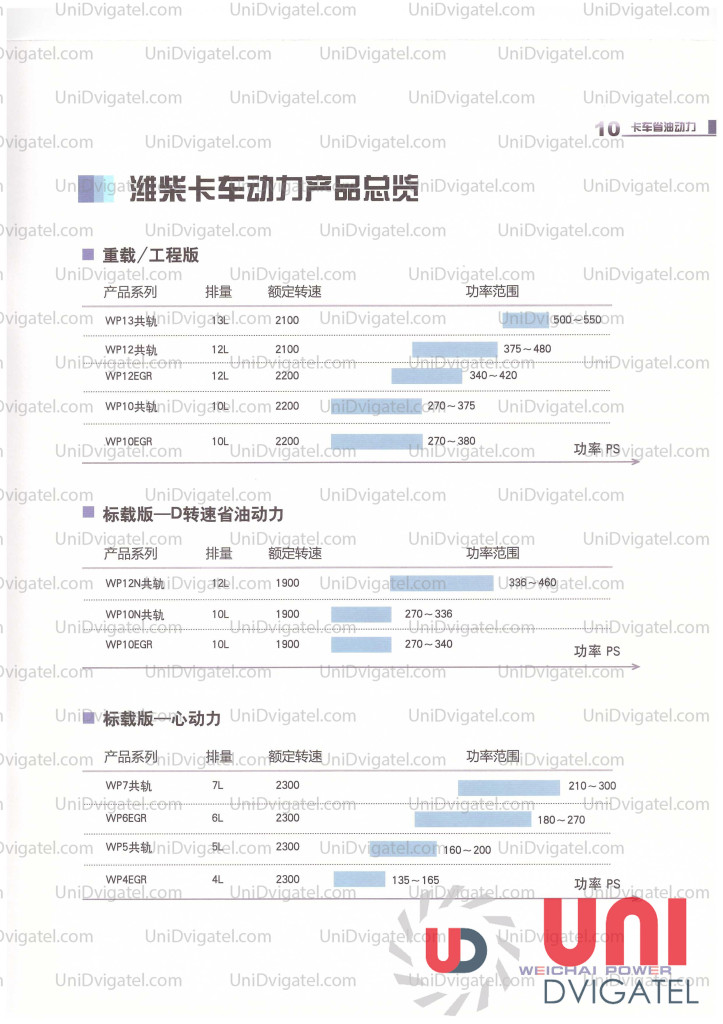 10 卡车省油动力
潍柴卡车动力产品总览
重载/工程版
产品系列 排量 额定转速 功率范围
WP13共轨 13L 2100 500~550
WP12共轨 12L 2100 375~480
WP12EGR 12L 2200 340~420
WP10共轨 10L 2200 270~375
WP10EGR 10L 2200 270~380
功率 PS
标载版—D转速省油动力
产品系列 排量 额定转速 功率范围
WP12N共轨 12L 1900 336~460
WP10N共轨 10L 1900 270~336
WP10EGR 10L 1900 270~340
功率 PS
标载版—心动力
产品系列 排量 额定转速 功率范围
WP7共轨 7L 2300 210~300
WP6EGR 6L 2300 180~270
WP5共轨 5L 2300 160~200
WP4EGR 4L 2300 135~165
功率 PS
UD UNI
WEICHAI POWER
DVIGATEL
UniDvigatel.com